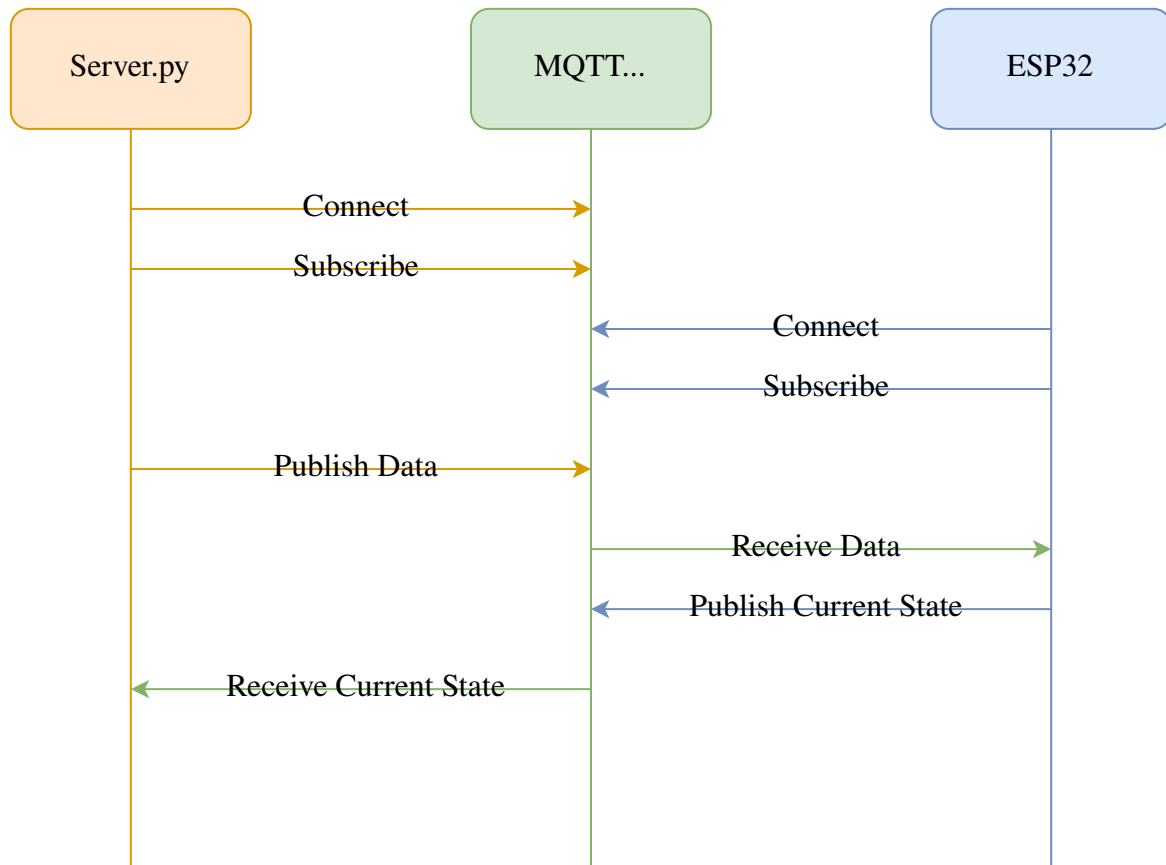 Server.py
MQTT...
ESP32
Connect
Subscribe
Connect
Subscribe
Publish Data
Receive Data
Publish Current State
Receive Current State